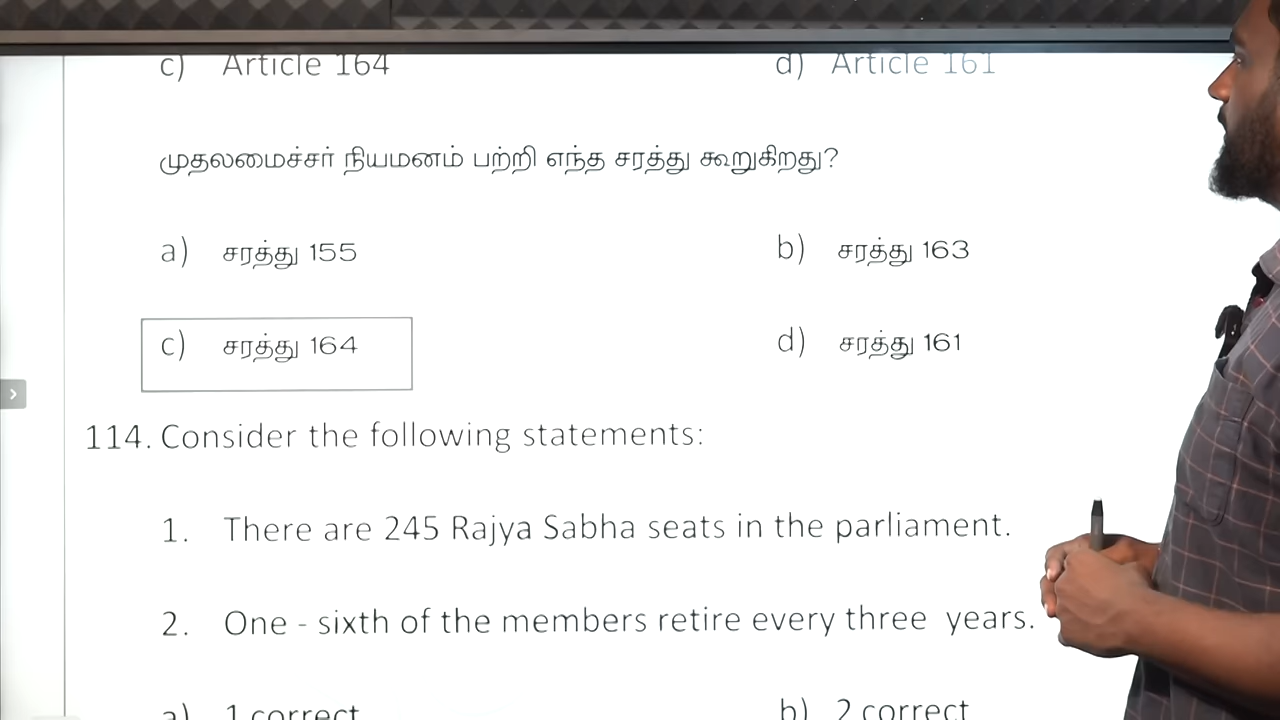 c) Article 164 d) Article 161
முதலமைச்சர் நியமனம் பற்றி எந்த சரத்து கூறுகிறது?
a) சரத்து 155 b) சரத்து 163
c) சரத்து 164 d) சரத்து 161
114. Consider the following statements:
1. There are 245 Rajya Sabha seats in the parliament.
2. One - sixth of the members retire every three years.
a) 1 correct b) 2 correct